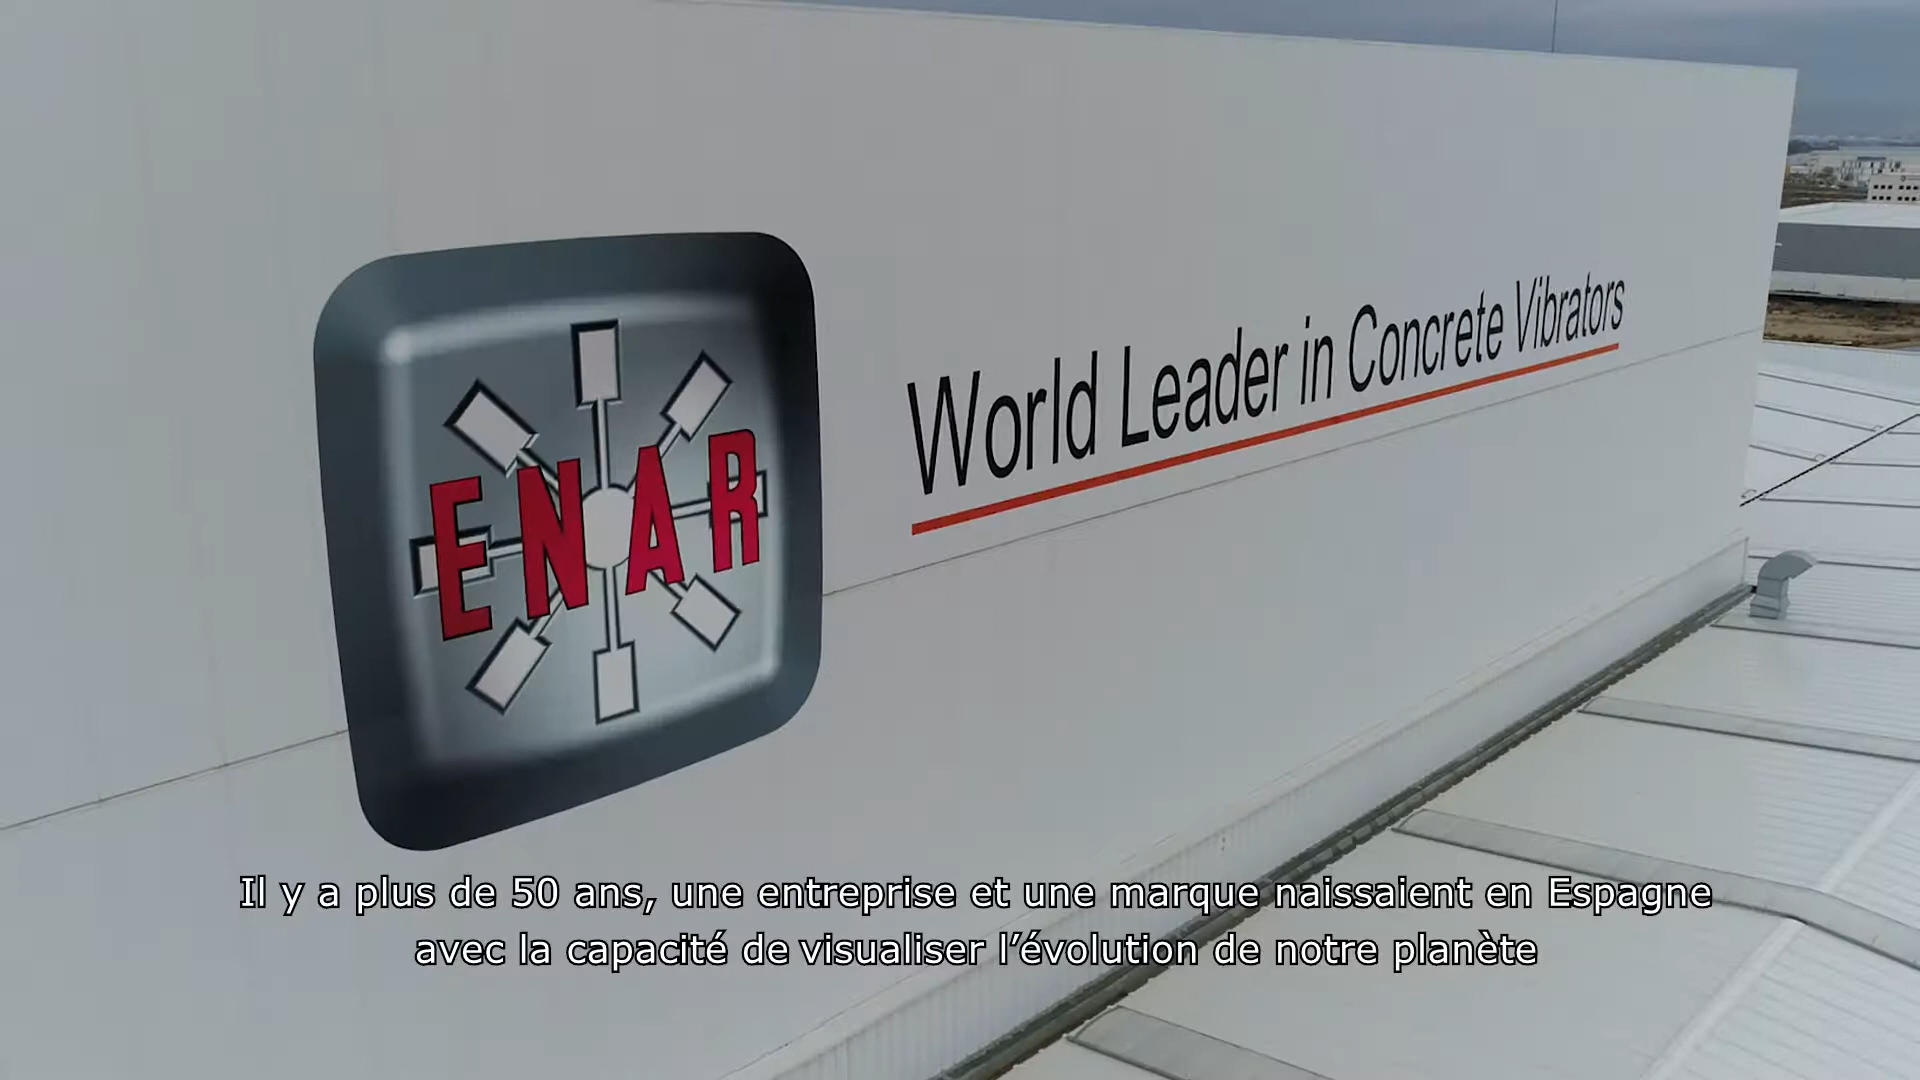 ENAR
World Leader in Concrete Vibrators
Il y a plus de 50 ans, une entreprise et une marque naissaient en Espagne
avec la capacité de visualiser l’évolution de notre planète